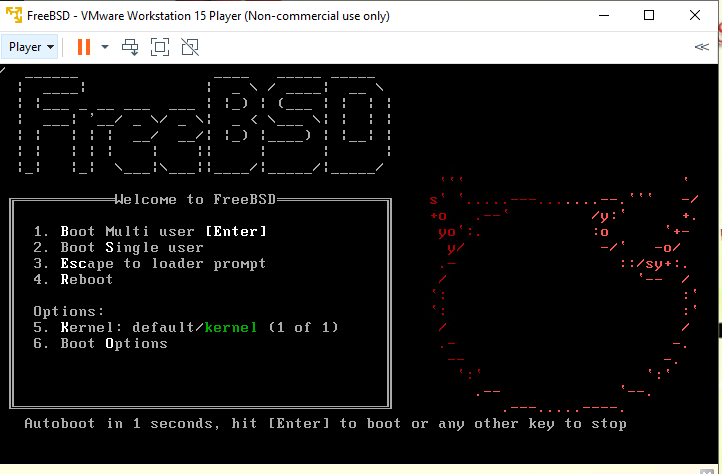 FreeBSD - VMware Workstation 15 Player (Non-commercial use only)
Player
FreeBSD
Welcome to FreeBSD
1. Boot Multi user [Enter]
2. Boot Single user
3. Escape to loader prompt
4. Reboot
Options:
5. Kernel: default/kernel (1 of 1)
6. Boot Options
Autoboot in 1 seconds, hit [Enter] to boot or any other key to stop